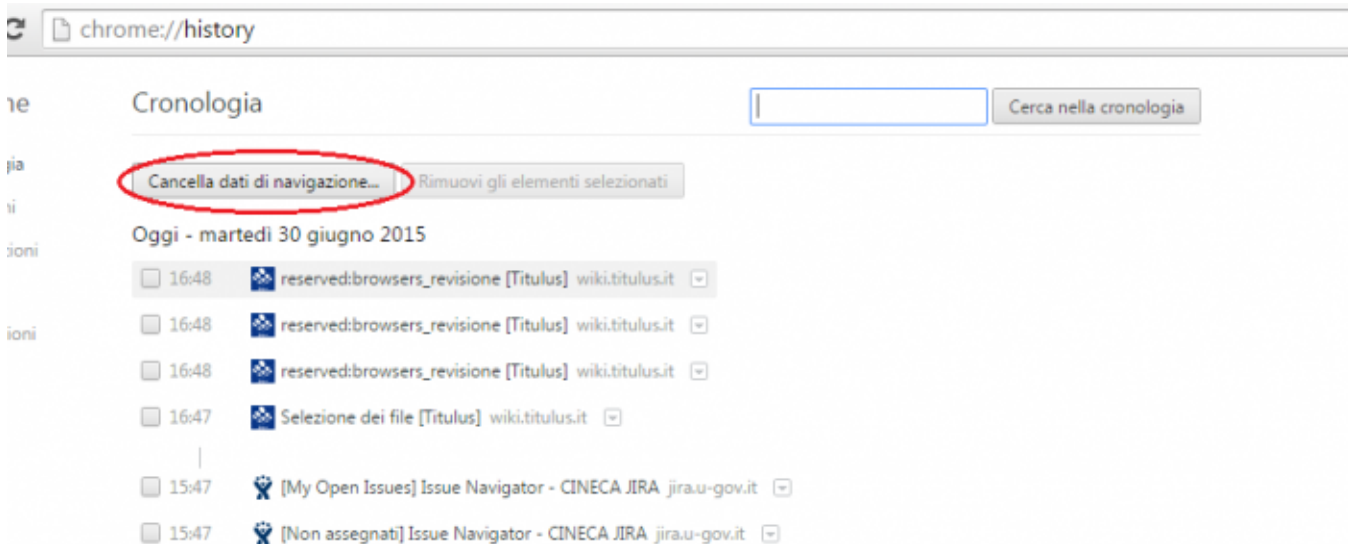 chrome://history
Cronologia
Cerca nella cronologia
Cancella dati di navigazione...
Rimuovi gli elementi selezionati
Oggi - martedì 30 giugno 2015
16:48 reserved:browsers_revisione [Titulus] wiki.titulus.it
16:48 reserved:browsers_revisione [Titulus] wiki.titulus.it
16:48 reserved:browsers_revisione [Titulus] wiki.titulus.it
16:47 Selezione dei file [Titulus] wiki.titulus.it
15:47 [My Open Issues] Issue Navigator - CINECA JIRA jira.u-gov.it
15:47 [Non assegnati] Issue Navigator - CINECA JIRA jira.u-gov.it